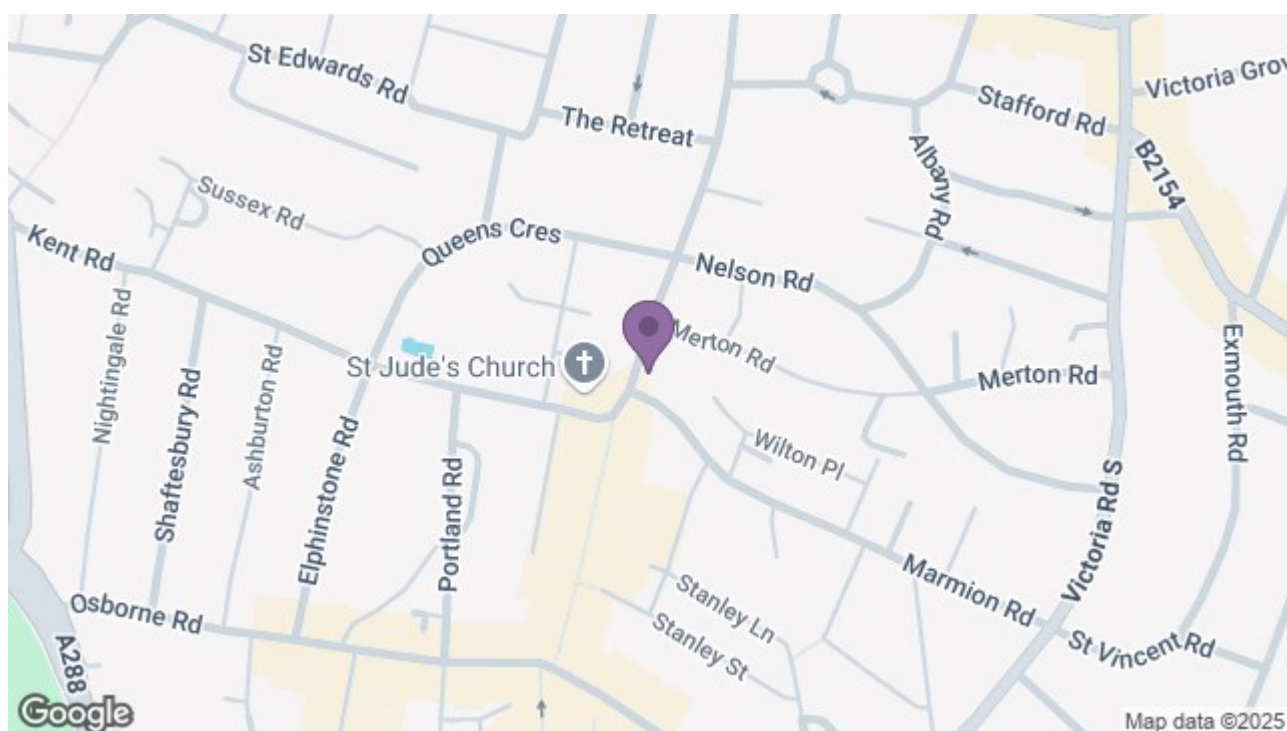 St Edwards Rd
The Retreat
Stafford Rd
Victoria Grov
B2154
Albany Rd
Sussex Rd
Queens Cres
Kent Rd
Nelson Rd
Nightingale Rd
Merton Rd
St Jude's Church
Merton Rd
Exmouth Rd
Shaftesbury Rd
Ashburton Rd
Elphinstone Rd
Portland Rd
Wilton Pl
Victoria Rd S
Marmion Rd
Osborne Rd
Stanley Ln
Stanley St
St Vincent Rd
A288
Google
Map data ©2025